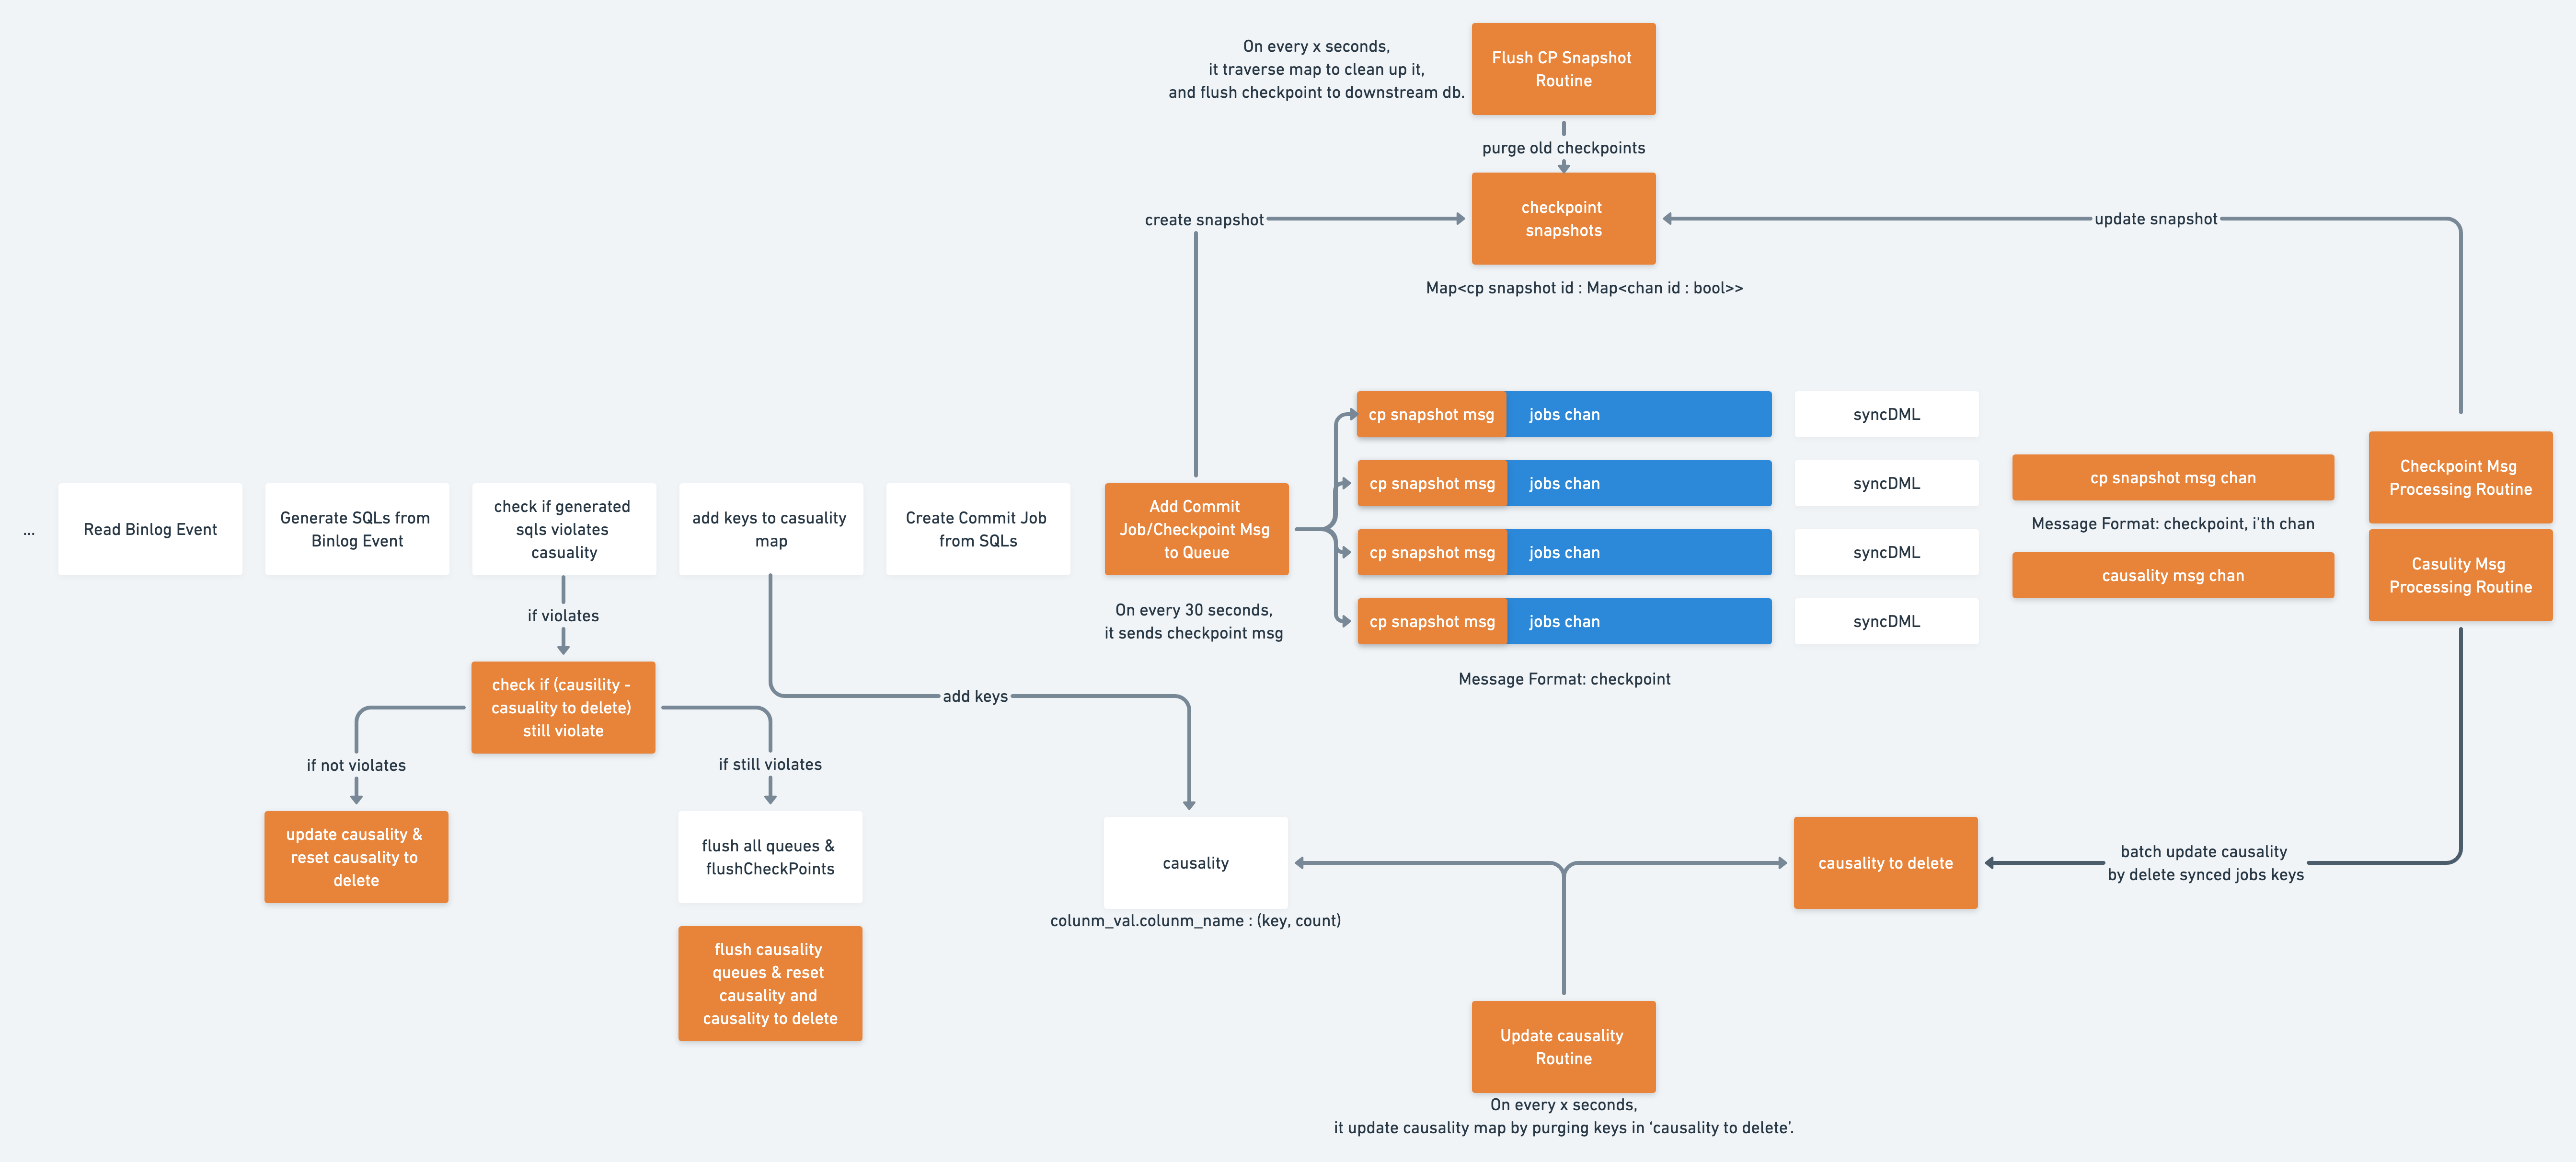 On every x seconds,
it traverse map to clean up it,
and flush checkpoint to downstream db.
Flush CP Snapshot
Routine
purge old checkpoints
create snapshot
checkpoint
snapshots
update snapshot
Map<cp snapshot id : Map<chan id : bool>>
...
Read Binlog Event
Generate SQLs from
Binlog Event
check if generated
sqls violates
casuality
add keys to casuality
map
Create Commit Job
from SQLs
Add Commit
Job/Checkpoint Msg
to Queue
On every 30 seconds,
it sends checkpoint msg
cp snapshot msg
jobs chan
syncDML
cp snapshot msg
jobs chan
syncDML
cp snapshot msg
jobs chan
syncDML
cp snapshot msg
jobs chan
syncDML
Message Format: checkpoint
cp snapshot msg chan
Message Format: checkpoint, i'th chan
causality msg chan
Checkpoint Msg
Processing Routine
Casulity Msg
Processing Routine
if violates
check if (causility -
casuality to delete)
still violate
add keys
if not violates
if still violates
update causality &
reset causality to
delete
flush all queues &
flushCheckPoints
flush causality
queues & reset
causality and
causality to delete
causality
colunm_val.colunm_name : (key, count)
causality to delete
batch update causality
by delete synced jobs keys
Update causality
Routine
On every x seconds,
it update causality map by purging keys in ‘causality to delete’.